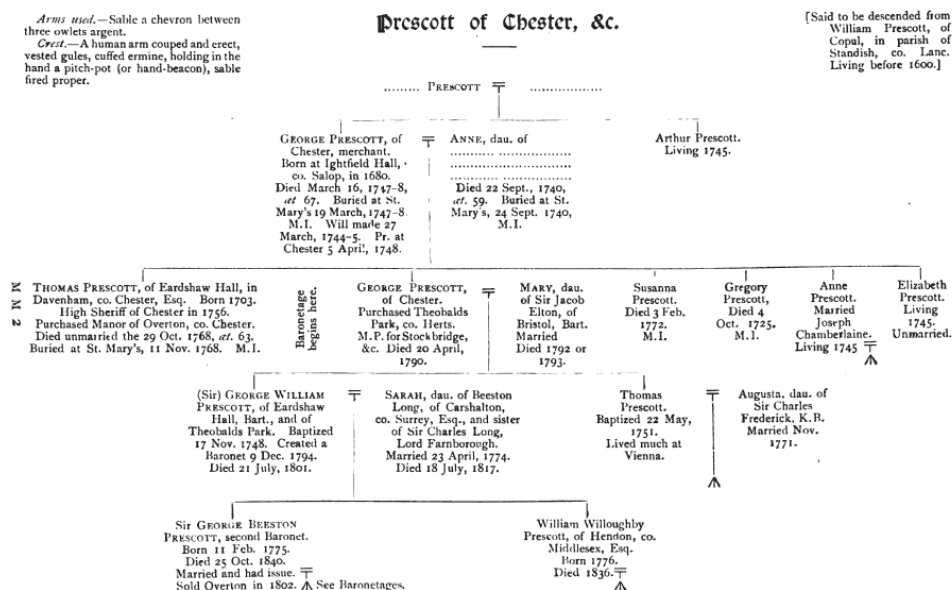 Prescott of Chester, &c.
Arms used.—Sable a chevron between
three owlets argent.
Crest.—A human arm couped and erect,
vested gules, cuffed ermine, holding in the
hand a pitch-pot (or hand-beacon), sable
fired proper.
[Said to be descended from
William Prescott, of
Copul, in parish of
Standish, co. Lanc.
Living before 1600.]
......... PRESCOTT ..................
GEORGE PRESCOTT, of
Chester, merchant.
Born at Ightfield Hall,
co. Salop, in 1680.
Died March 16, 1747-8,
æt 67. Buried at St.
Mary's 19 March, 1747-8.
M.I. Will made 27
March, 1744-5. Pr. at
Chester 5 April, 1748.
ANNE, dau. of
..................
..................
..................
Died 22 Sept., 1740,
æt. 59. Buried at St.
Mary's, 24 Sept. 1740,
M.I.
Arthur Prescott.
Living 1745.
M M 2
THOMAS PRESCOTT, of Eardshaw Hall, in
Davenham, co. Chester, Esq. Born 1703.
High Sheriff of Chester in 1756.
Purchased Manor of Overton, co. Chester.
Died unmarried the 29 Oct. 1768, æt. 63.
Buried at St. Mary's, 11 Nov. 1768. M.I.
Baronetage
begins here.
GEORGE PRESCOTT,
of Chester.
Purchased Theobalds
Park, co. Herts.
M.P. for Stockbridge,
&c. Died 20 April,
1790.
MARY, dau.
of Sir Jacob
Elton, of
Bristol, Bart.
Married
Died 1792 or
1793.
Susanna
Prescott.
Died 3 Feb.
1772.
M.I.
Gregory
Prescott,
Died 4
Oct. 1725,
M.I.
Anne
Prescott.
Married
Joseph
Chamberlaine.
Living 1745
Elizabeth
Prescott.
Living
1745.
Unmarried.
(Sir) GEORGE WILLIAM
PRESCOTT, of Eardshaw
Hall, Bart., and of
Theobalds Park. Baptized
17 Nov. 1748. Created a
Baronet 9 Dec. 1794.
Died 21 July, 1801.
SARAH, dau. of Beeston
Long, of Carshalton,
co. Surrey, Esq., and sister
of Sir Charles Long,
Lord Farnborough.
Married 23 April, 1774.
Died 18 July, 1817.
Thomas
Prescott.
Baptized 22 May,
1751.
Lived much at
Vienna.
Augusta, dau. of
Sir Charles
Frederick, K.B.
Married Nov.
1771.
Sir GEORGE BEESTON
PRESCOTT, second Baronet.
Born 11 Feb. 1775.
Died 25 Oct. 1840.
Married and had issue.
Sold Overton in 1802. See Baronetages.
William Willoughby
Prescott, of Hendon, co.
Middlesex, Esq.
Born 1776.
Died 1836.